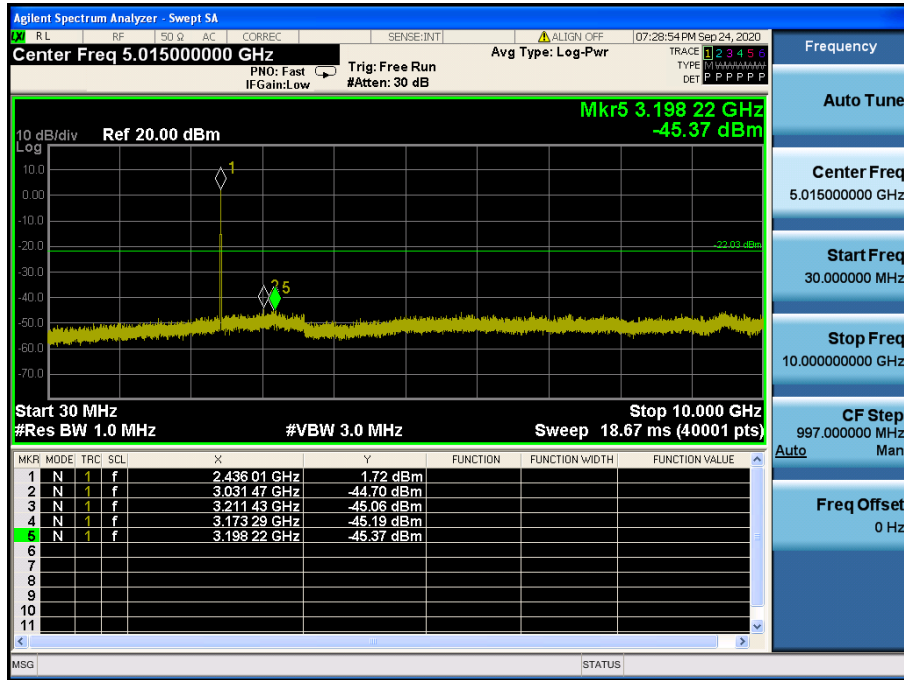 Agilent Spectrum Analyzer - Swept SA
LXI RL RF 50 Ω AC CORREC SENSE:INT ALIGN OFF 07:28:54 PM Sep 24, 2020
Center Freq 5.015000000 GHz
PNO: Fast
IFGain:Low
Trig: Free Run
#Atten: 30 dB
Avg Type: Log-Pwr
TRACE 1 2 3 4 5 6
TYPE M WWWWW
DET P P P P P P
Mkr5 3.198 22 GHz
-45.37 dBm
10 dB/div Ref 20.00 dBm
Log
10.0
0.00
-10.0
-20.0
-30.0
-40.0
-50.0
-60.0
-70.0
1
2 5
-22.03 dBm
Start 30 MHz Stop 10.000 GHz
#Res BW 1.0 MHz #VBW 3.0 MHz Sweep 18.67 ms (40001 pts)
MKR MODE TRC SCL X Y FUNCTION FUNCTION WIDTH FUNCTION VALUE
1 N 1 f 2.436 01 GHz 1.72 dBm
2 N 1 f 3.031 47 GHz -44.70 dBm
3 N 1 f 3.211 43 GHz -45.06 dBm
4 N 1 f 3.173 29 GHz -45.19 dBm
5 N 1 f 3.198 22 GHz -45.37 dBm
6
7
8
9
10
11
MSG STATUS
Frequency
Auto Tune
Center Freq
5.015000000 GHz
Start Freq
30.000000 MHz
Stop Freq
10.000000000 GHz
CF Step
997.000000 MHz
Auto Man
Freq Offset
0 Hz